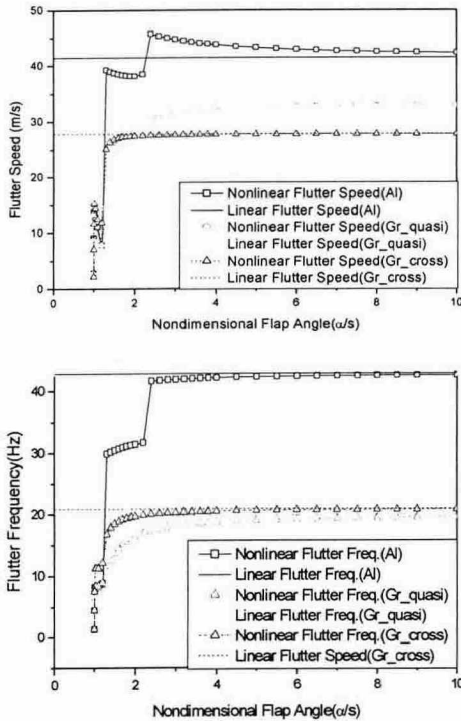 50
40
30
20
10
0
Flutter Speed (m/s)
Nonlinear Flutter Speed(Al)
Linear Flutter Speed(Al)
Nonlinear Flutter Speed(Gr_quasi)
Linear Flutter Speed(Gr_quasi)
Nonlinear Flutter Speed(Gr_cross)
Linear Flutter Speed(Gr_cross)
0 2 4 6 8 10
Nondimensional Flap Angle(α/s)
40
30
20
10
0
Flutter Frequency(Hz)
Nonlinear Flutter Freq.(Al)
Linear Flutter Freq.(Al)
Nonlinear Flutter Freq.(Gr_quasi)
Linear Flutter Freq.(Gr_quasi)
Nonlinear Flutter Freq.(Gr_cross)
Linear Flutter Speed(Gr_cross)
0 2 4 6 8 10
Nondimensional Flap Angle(α/s)